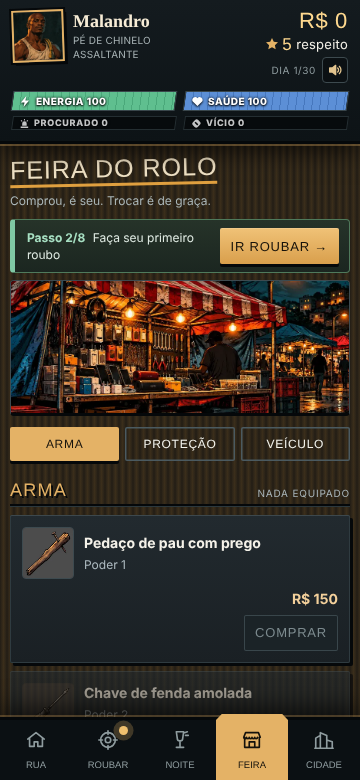 Malandro
PÉ DE CHINELO
ASSALTANTE
R$ 0
5 respeito
DIA 1/30
ENERGIA 100
SAÚDE 100
PROCURADO 0
VÍCIO 0
FEIRA DO ROLO
Comprou, é seu. Trocar é de graça.
Passo 2/8 Faça seu primeiro
roubo
IR ROUBAR →
ARMA
PROTEÇÃO
VEÍCULO
ARMA
NADA EQUIPADO
Pedaço de pau com prego
Poder 1
R$ 150
COMPRAR
Chave de fenda amolada
Poder 2
RUA
ROUBAR
NOITE
FEIRA
CIDADE